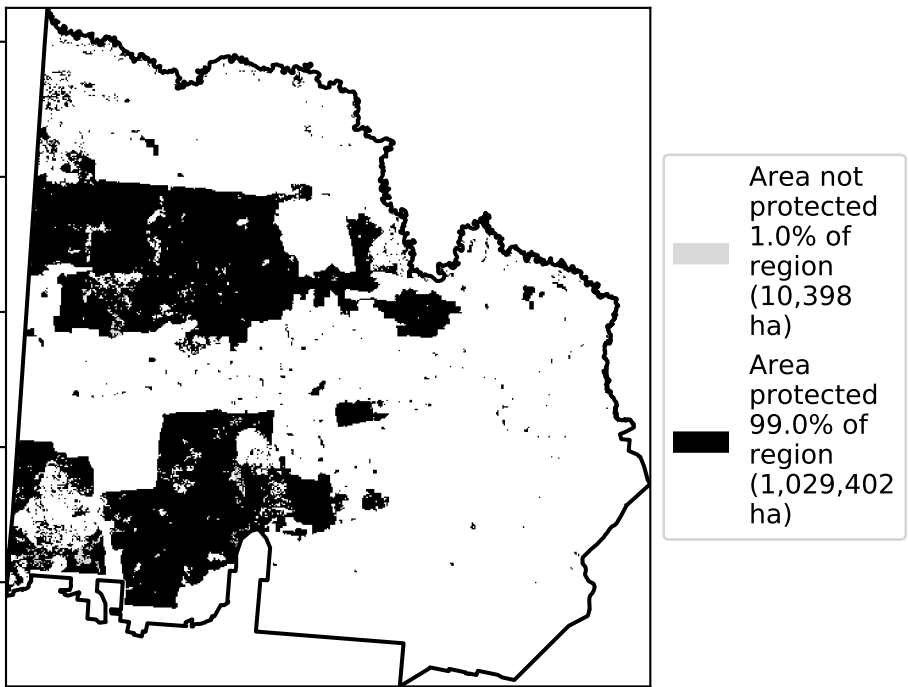 Area not
protected
1.0% of
region
(10,398
ha)
Area
protected
99.0% of
region
(1,029,402
ha)